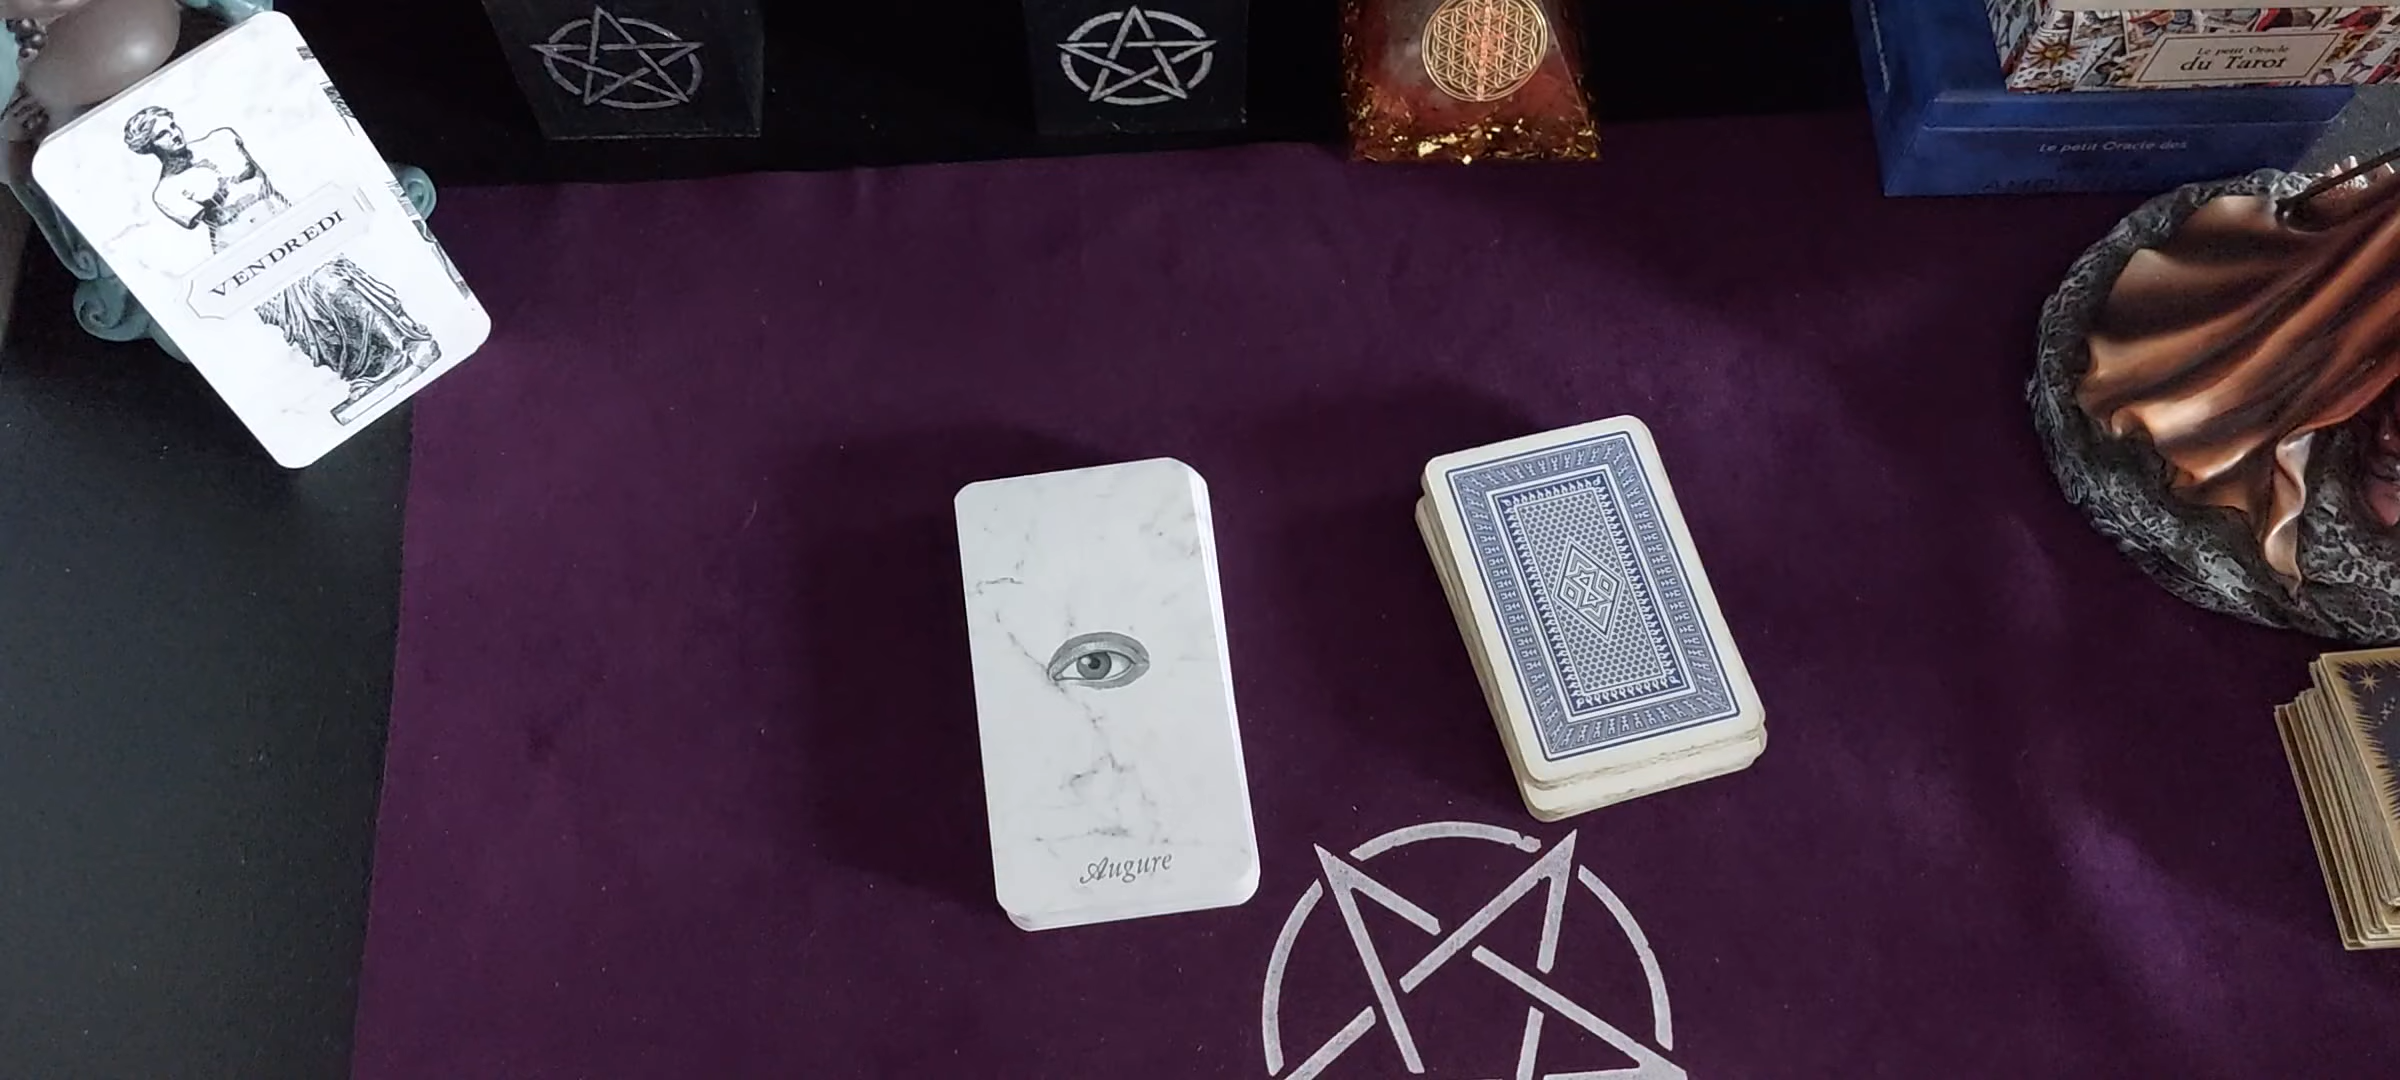 VENDREDI
Le petit Oracle
du Tarot
Le petit Oracle des
Augure